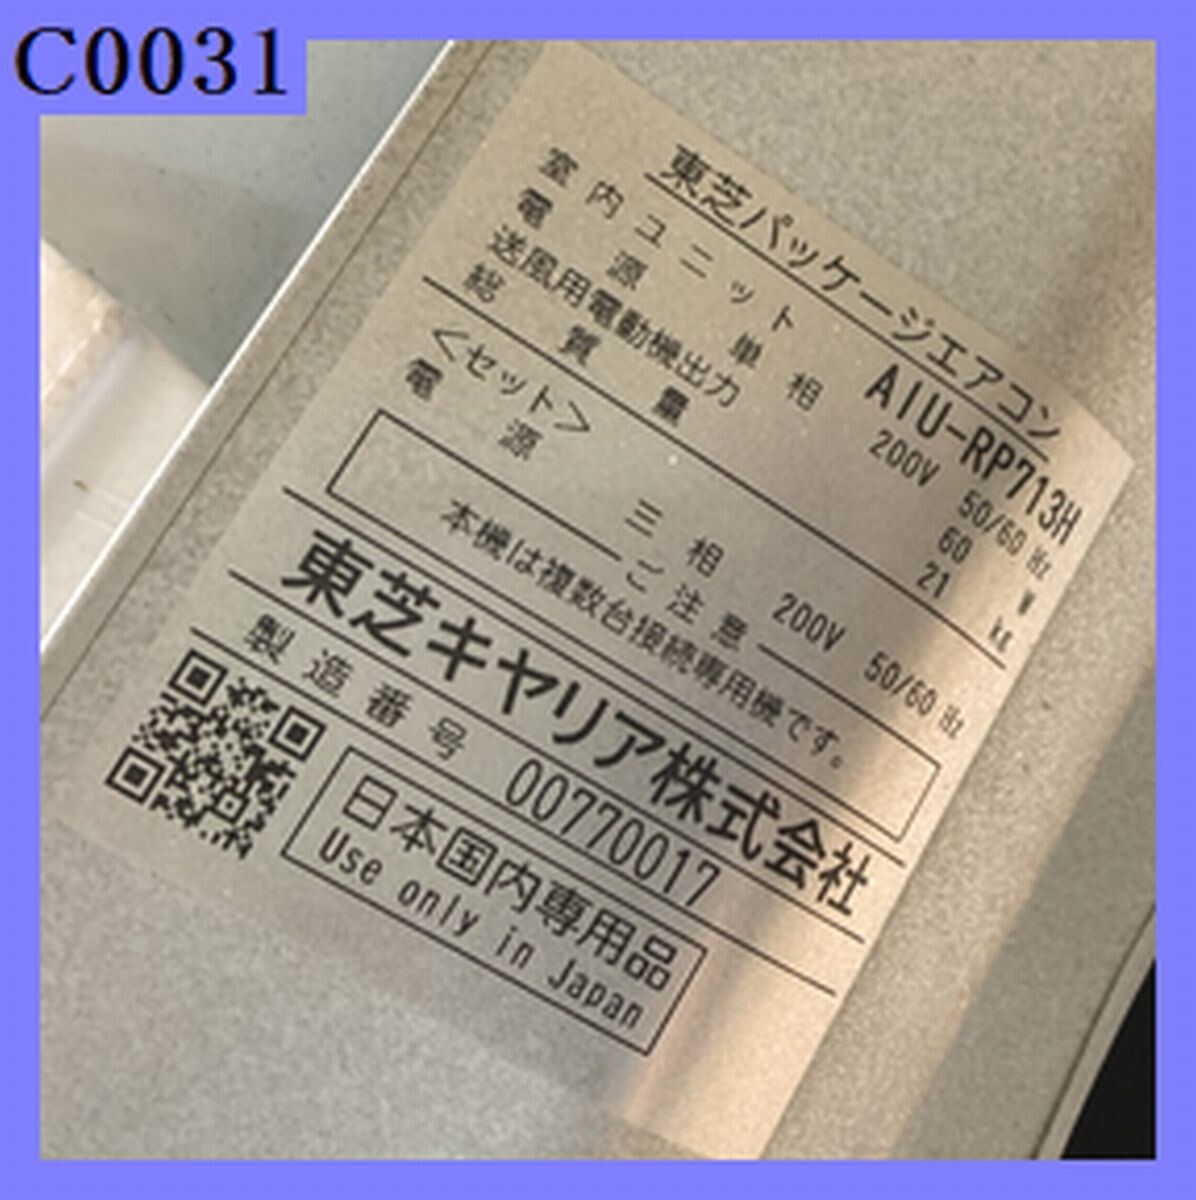 C0031
東芝パッケージエアコン
室内ユニット AIU-RP713H
電源 単相 200V 50/60 Hz
送風用電動機出力 60 W
総質量 21 kg
<セット>
電源 三相 200V 50/60 Hz
ご注意
本機は複数台接続専用機です。
東芝キヤリア株式会社
製造番号 00770017
日本国内専用品
Use only in Japan